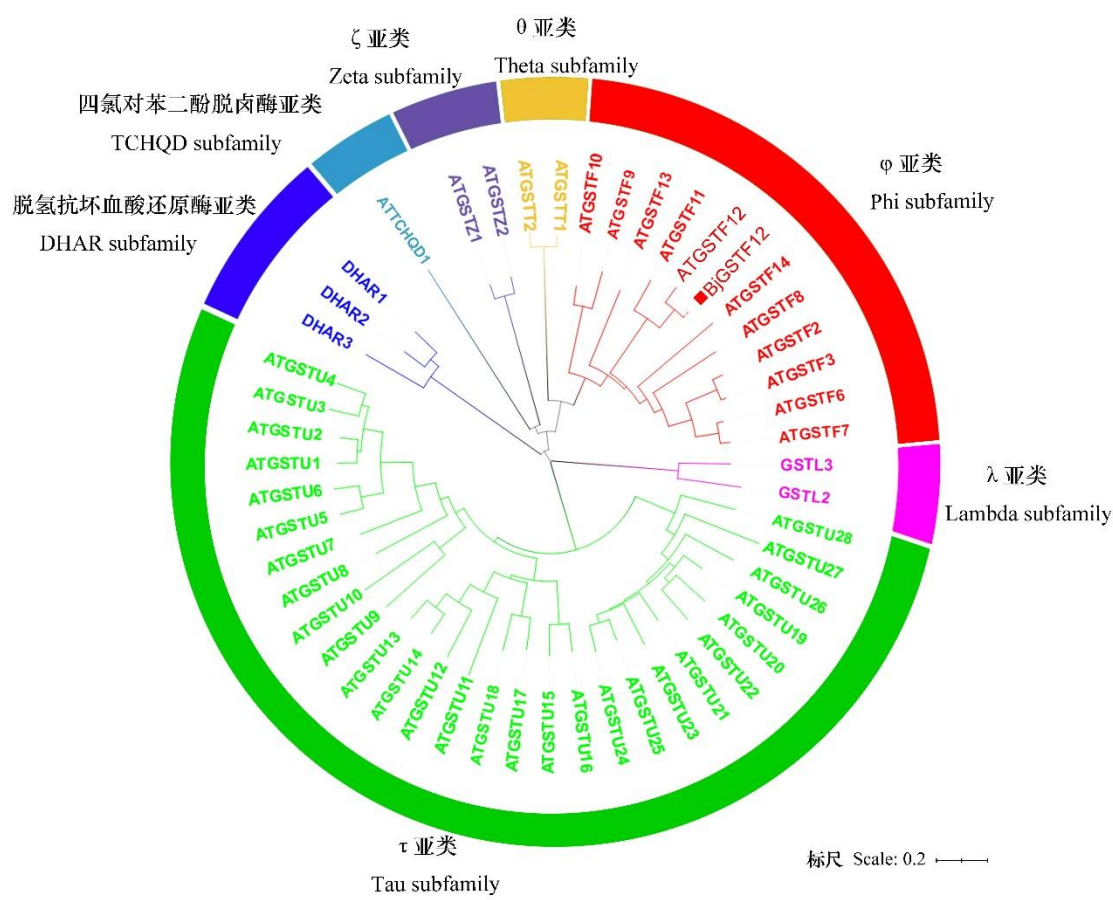 θ 亚类
Theta subfamily
ζ 亚类
Zeta subfamily
四氯对苯二酚脱卤酶亚类
TCHQD subfamily
脱氢抗坏血酸还原酶亚类
DHAR subfamily
φ 亚类
Phi subfamily
λ 亚类
Lambda subfamily
τ 亚类
Tau subfamily
标尺 Scale: 0.2
DHAR3
DHAR2
DHAR1
ATTCHQD1
ATGSTZ1
ATGSTZ2
ATGSTT2
ATGSTT1
ATGSTF10
ATGSTF9
ATGSTF13
ATGSTF11
ATGSTF12
BjGSTF12
ATGSTF14
ATGSTF8
ATGSTF2
ATGSTF3
ATGSTF6
ATGSTF7
GSTL3
GSTL2
ATGSTU28
ATGSTU27
ATGSTU26
ATGSTU19
ATGSTU20
ATGSTU22
ATGSTU21
ATGSTU23
ATGSTU25
ATGSTU24
ATGSTU16
ATGSTU15
ATGSTU17
ATGSTU18
ATGSTU11
ATGSTU12
ATGSTU14
ATGSTU13
ATGSTU9
ATGSTU10
ATGSTU8
ATGSTU7
ATGSTU5
ATGSTU6
ATGSTU1
ATGSTU2
ATGSTU3
ATGSTU4